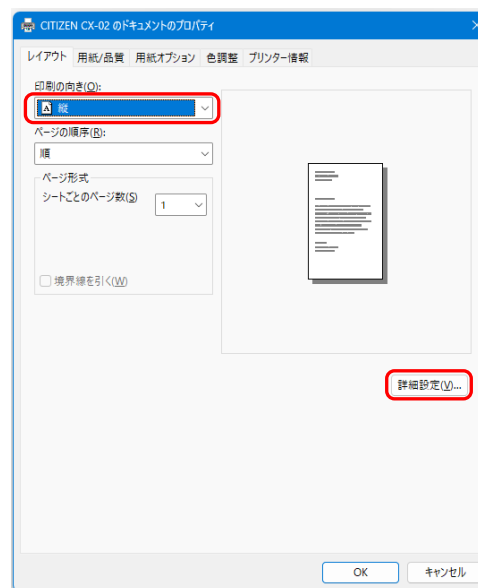 CITIZEN CX-02 のドキュメントのプロパティ
レイアウト 用紙/品質 用紙オプション 色調整 プリンター情報
印刷の向き(O):
縦
ページの順序(R):
順
ページ形式
シートごとのページ数(S)
1
境界線を引く(W)
詳細設定(V)...
OK キャンセル